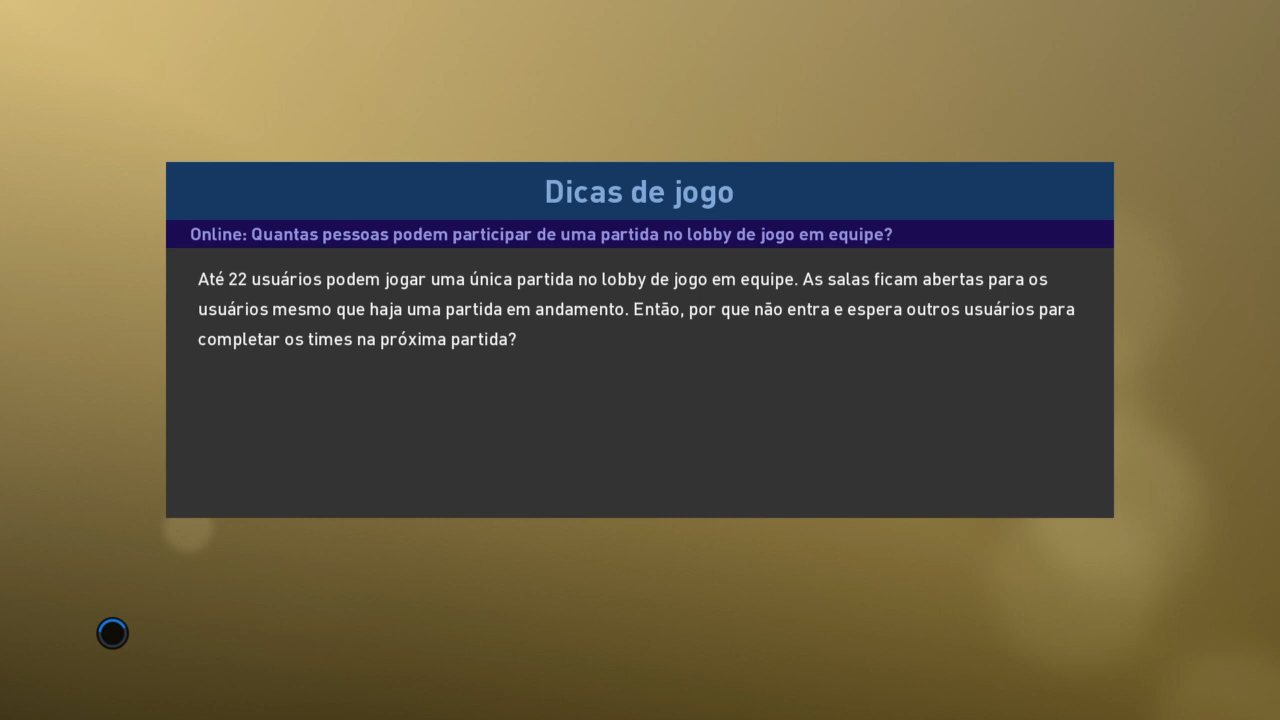 Dicas de jogo
Online: Quantas pessoas podem participar de uma partida no lobby de jogo em equipe?
Até 22 usuários podem jogar uma única partida no lobby de jogo em equipe. As salas ficam abertas para os
usuários mesmo que haja uma partida em andamento. Então, por que não entra e espera outros usuários para
completar os times na próxima partida?